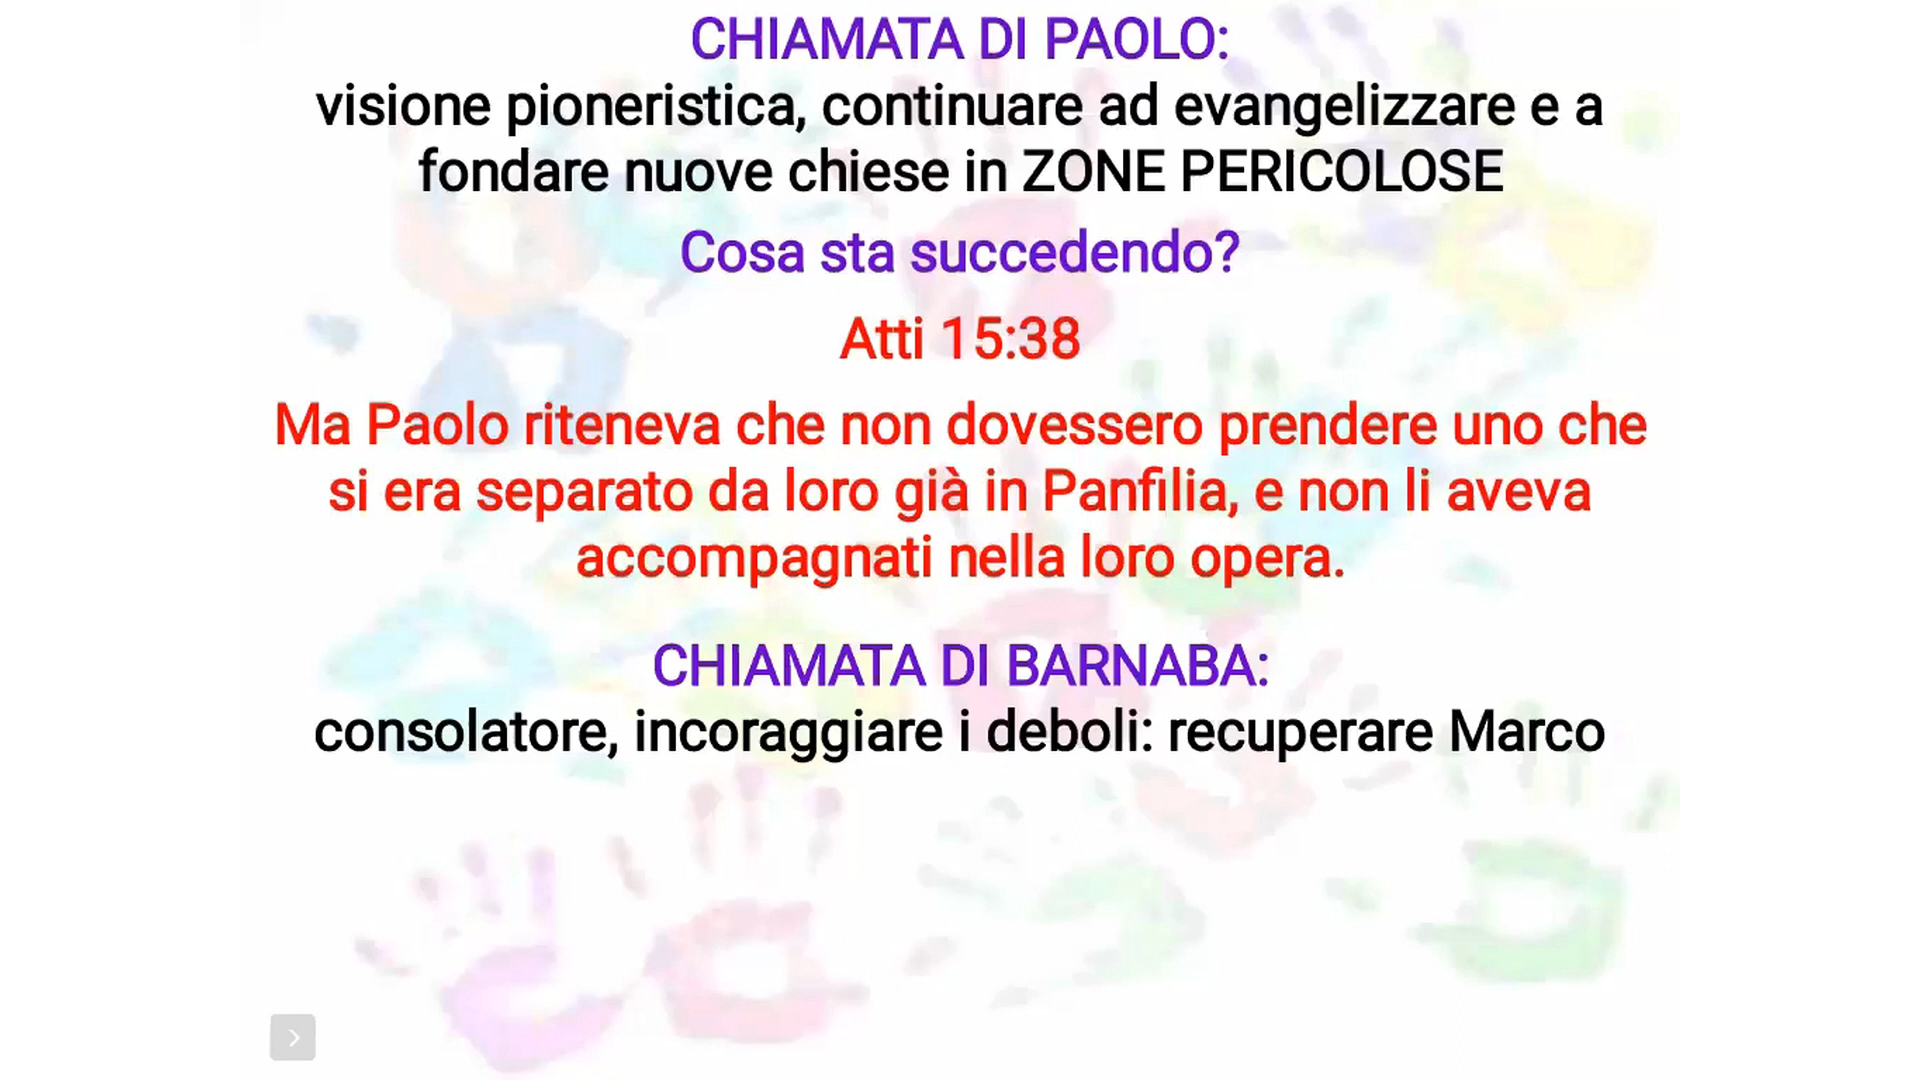 CHIAMATA DI PAOLO:
visione pioneristica, continuare ad evangelizzare e a
fondare nuove chiese in ZONE PERICOLOSE
Cosa sta succedendo?
Atti 15:38
Ma Paolo riteneva che non dovessero prendere uno che
si era separato da loro già in Panfilia, e non li aveva
accompagnati nella loro opera.
CHIAMATA DI BARNABA:
consolatore, incoraggiare i deboli: recuperare Marco